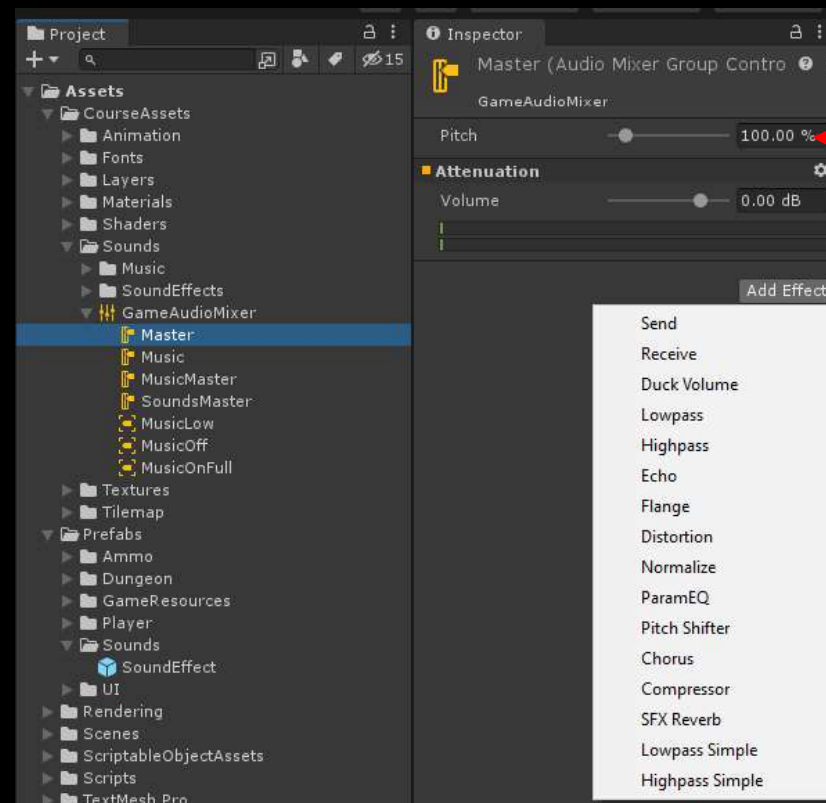 Project
15
Assets
CourseAssets
Animation
Fonts
Layers
Materials
Shaders
Sounds
Music
SoundEffects
GameAudioMixer
Master
Music
MusicMaster
SoundsMaster
MusicLow
MusicOff
MusicOnFull
Textures
Tilemap
Prefabs
Ammo
Dungeon
GameResources
Player
Sounds
SoundEffect
UI
Rendering
Scenes
ScriptableObjectAssets
Scripts
TextMesh Pro
Inspector
Master (Audio Mixer Group Contro
GameAudioMixer
Pitch 100.00 %
Attenuation
Volume 0.00 dB
Add Effect
Send
Receive
Duck Volume
Lowpass
Highpass
Echo
Flange
Distortion
Normalize
ParamEQ
Pitch Shifter
Chorus
Compressor
SFX Reverb
Lowpass Simple
Highpass Simple